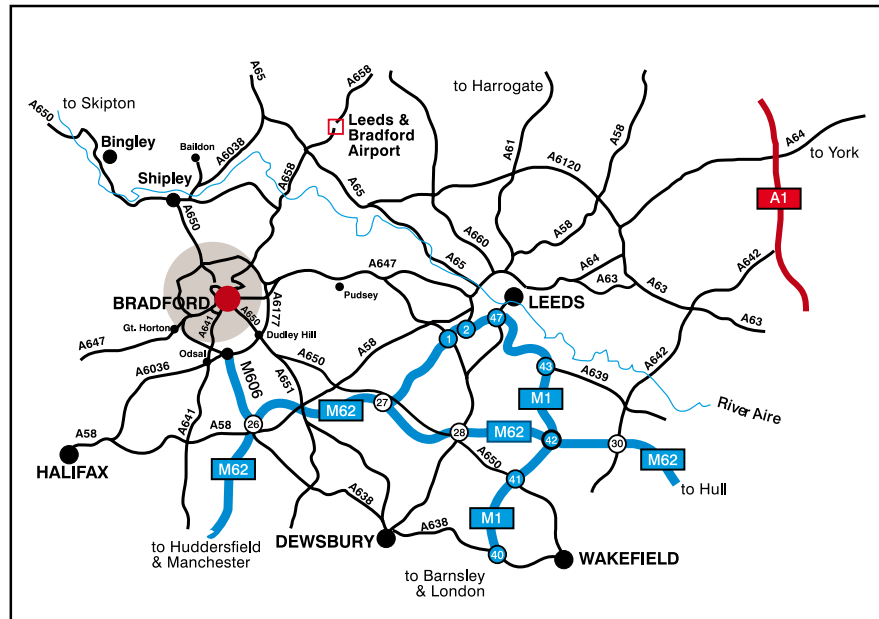 A65
A658
to Skipton
to Harrogate
A650
Leeds &
Bradford
Airport
A58
Bingley
Baildon
A6038
A61
A64
to York
Shipley
A658
A6120
A65
A1
A650
A660
A58
A64
A642
A65
A647
A63
A63
BRADFORD
A6177
Pudsey
LEEDS
A650
A641
Gt. Horton
Dudley Hill
47
2
1
A63
A647
Odsal
A58
A642
A6036
M606
A650
43
A639
A651
M1
River Aire
27
M62
A641
A58
26
28
M62
42
30
A58
HALIFAX
M62
A650
M62
41
to Hull
A638
M1
A638
DEWSBURY
40
WAKEFIELD
to Huddersfield
& Manchester
to Barnsley
& London